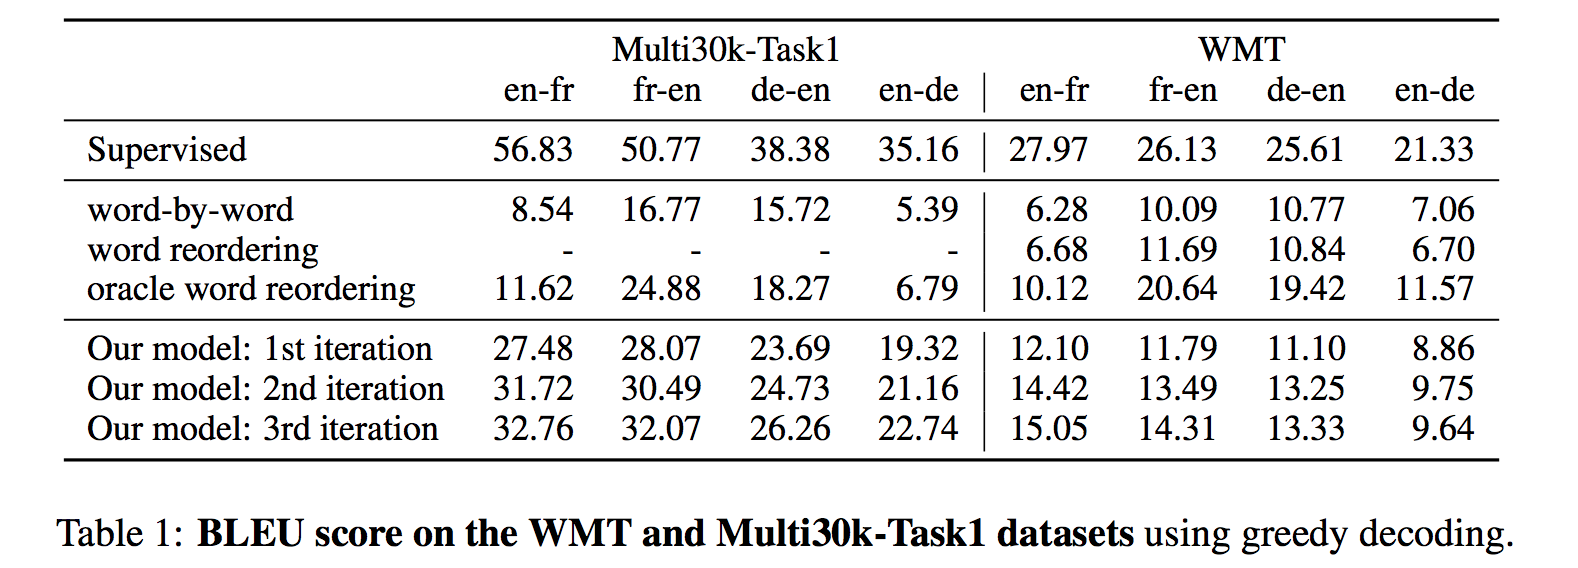 Multi30k-Task1 WMT
en-fr fr-en de-en en-de en-fr fr-en de-en en-de
Supervised 56.83 50.77 38.38 35.16 27.97 26.13 25.61 21.33
word-by-word 8.54 16.77 15.72 5.39 6.28 10.09 10.77 7.06
word reordering - - - - 6.68 11.69 10.84 6.70
oracle word reordering 11.62 24.88 18.27 6.79 10.12 20.64 19.42 11.57
Our model: 1st iteration 27.48 28.07 23.69 19.32 12.10 11.79 11.10 8.86
Our model: 2nd iteration 31.72 30.49 24.73 21.16 14.42 13.49 13.25 9.75
Our model: 3rd iteration 32.76 32.07 26.26 22.74 15.05 14.31 13.33 9.64
Table 1: BLEU score on the WMT and Multi30k-Task1 datasets using greedy decoding.